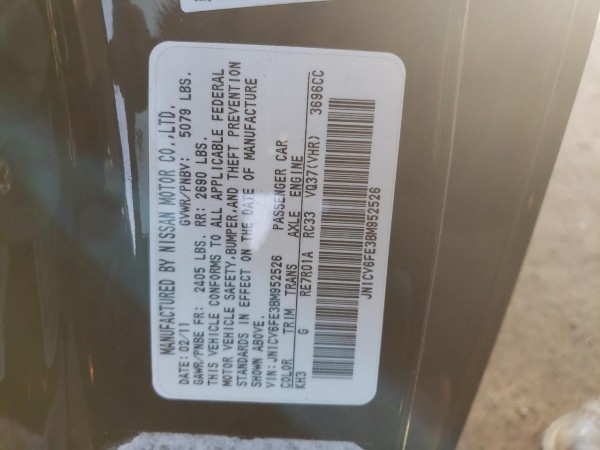 MANUFACTURED BY NISSAN MOTOR CO.,LTD.
DATE: 02/11 GVWR/PNBV: 5079 LBS.
GAWR/PNBE FR: 2405 LBS. RR: 2690 LBS.
THIS VEHICLE CONFORMS TO ALL APPLICABLE FEDERAL
MOTOR VEHICLE SAFETY,BUMPER,AND THEFT PREVENTION
STANDARDS IN EFFECT ON THE DATE OF MANUFACTURE
SHOWN ABOVE.
VIN: JN1CV6FE3BM952526 PASSENGER CAR
COLOR TRIM TRANS AXLE ENGINE
KH3 G RE7R01A RC33 VQ37(VHR) 3696CC
JN1CV6FE3BM952526